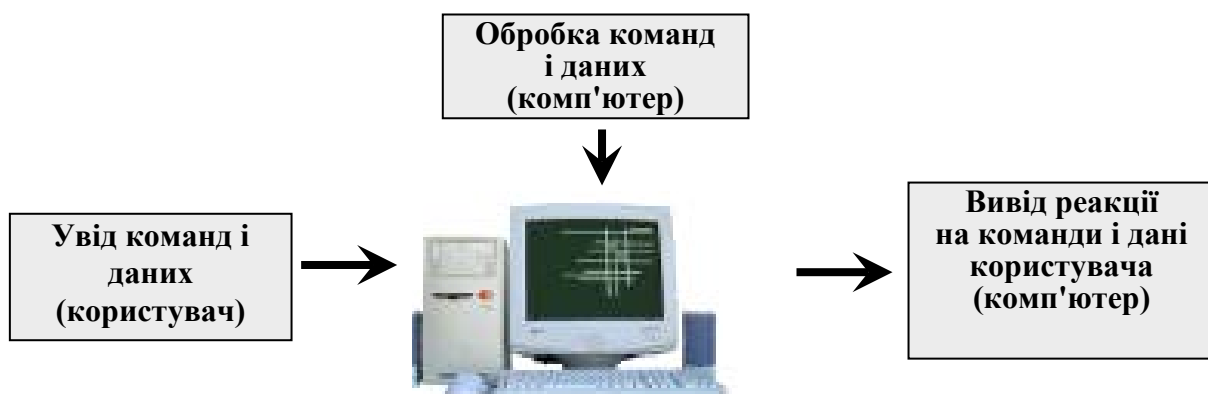 Обробка команд
і даних
(комп'ютер)
Увід команд і
даних
(користувач)
Вивід реакції
на команди і дані
користувача
(комп'ютер)